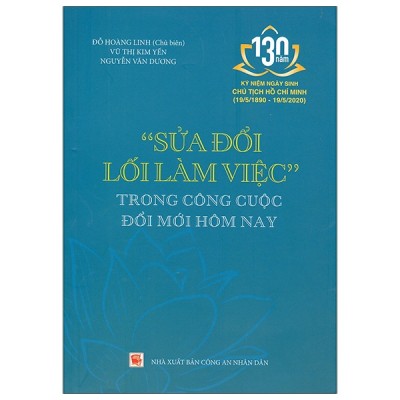 ĐỖ HOÀNG LINH (Chủ biên)
VŨ THỊ KIM YẾN
NGUYỄN VĂN DƯƠNG
130
năm
KỶ NIỆM NGÀY SINH
CHỦ TỊCH HỒ CHÍ MINH
(19/5/1890 - 19/5/2020)
“SỬA ĐỔI
LỐI LÀM VIỆC”
TRONG CÔNG CUỘC
ĐỔI MỚI HÔM NAY
NHÀ XUẤT BẢN CÔNG AN NHÂN DÂN